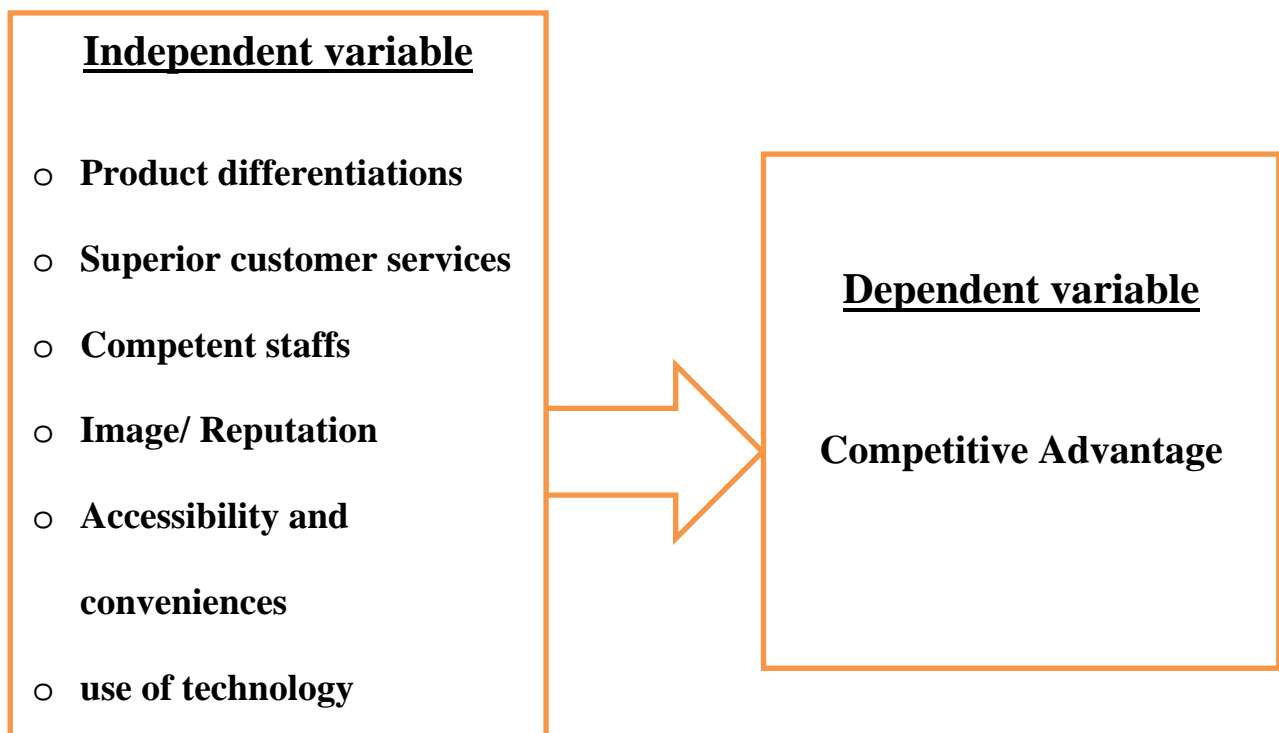 Independent variable
o Product differentiations
o Superior customer services
o Competent staffs
o Image/ Reputation
o Accessibility and
conveniences
o use of technology
Dependent variable
Competitive Advantage